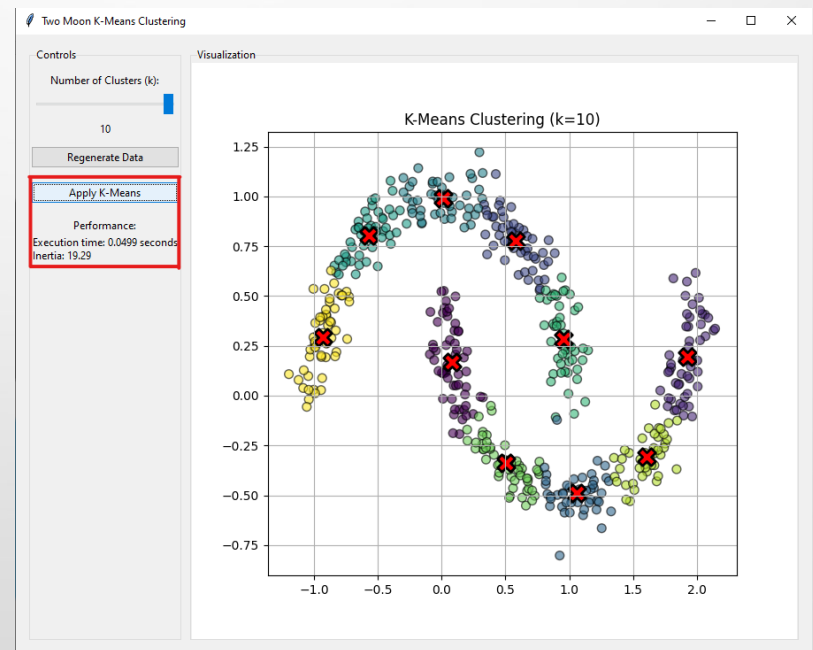 Two Moon K-Means Clustering
Controls
Number of Clusters (k):
10
Regenerate Data
Apply K-Means
Performance:
Execution time: 0.0499 seconds
Inertia: 19.29
Visualization
K-Means Clustering (k=10)
1.25
1.00
0.75
0.50
0.25
0.00
−0.25
−0.50
−0.75
−1.0 −0.5 0.0 0.5 1.0 1.5 2.0